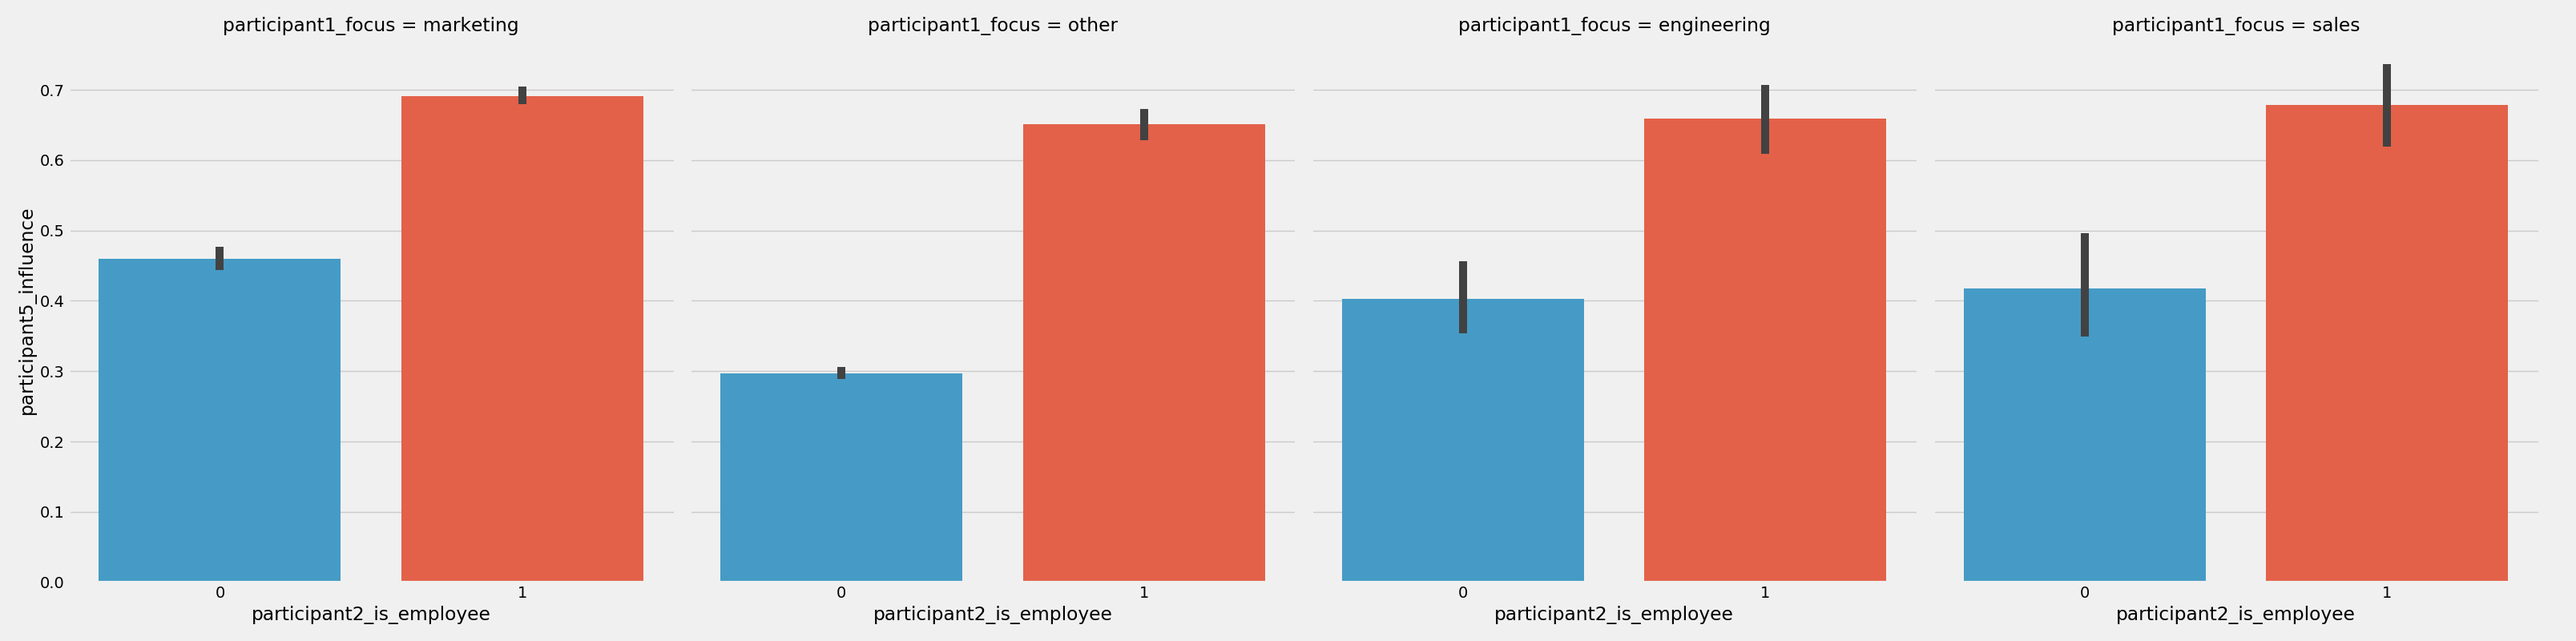 participant1_focus = marketing
participant1_focus = other
participant1_focus = engineering
participant1_focus = sales
participant5_influence
0.7
0.6
0.5
0.4
0.3
0.2
0.1
0.0
0 1
0 1
0 1
0 1
participant2_is_employee
participant2_is_employee
participant2_is_employee
participant2_is_employee